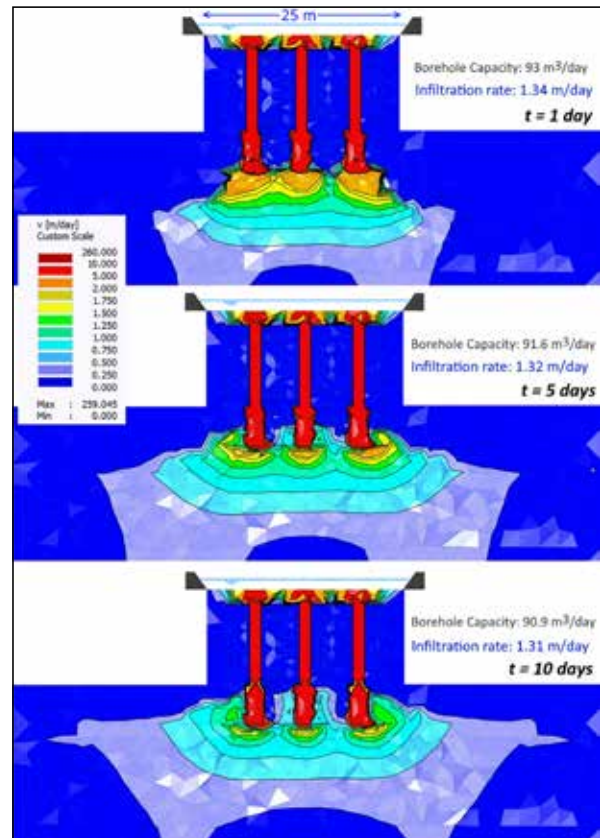 25 m
Borehole Capacity: 93 m³/day
Infiltration rate: 1.34 m/day
t = 1 day
v [m/day]
Custom Scale
260.000
10.000
5.000
2.000
1.750
1.500
1.250
1.000
0.750
0.500
0.250
0.000
Max : 259.045
Min : 0.000
Borehole Capacity: 91.6 m³/day
Infiltration rate: 1.32 m/day
t = 5 days
Borehole Capacity: 90.9 m³/day
Infiltration rate: 1.31 m/day
t = 10 days